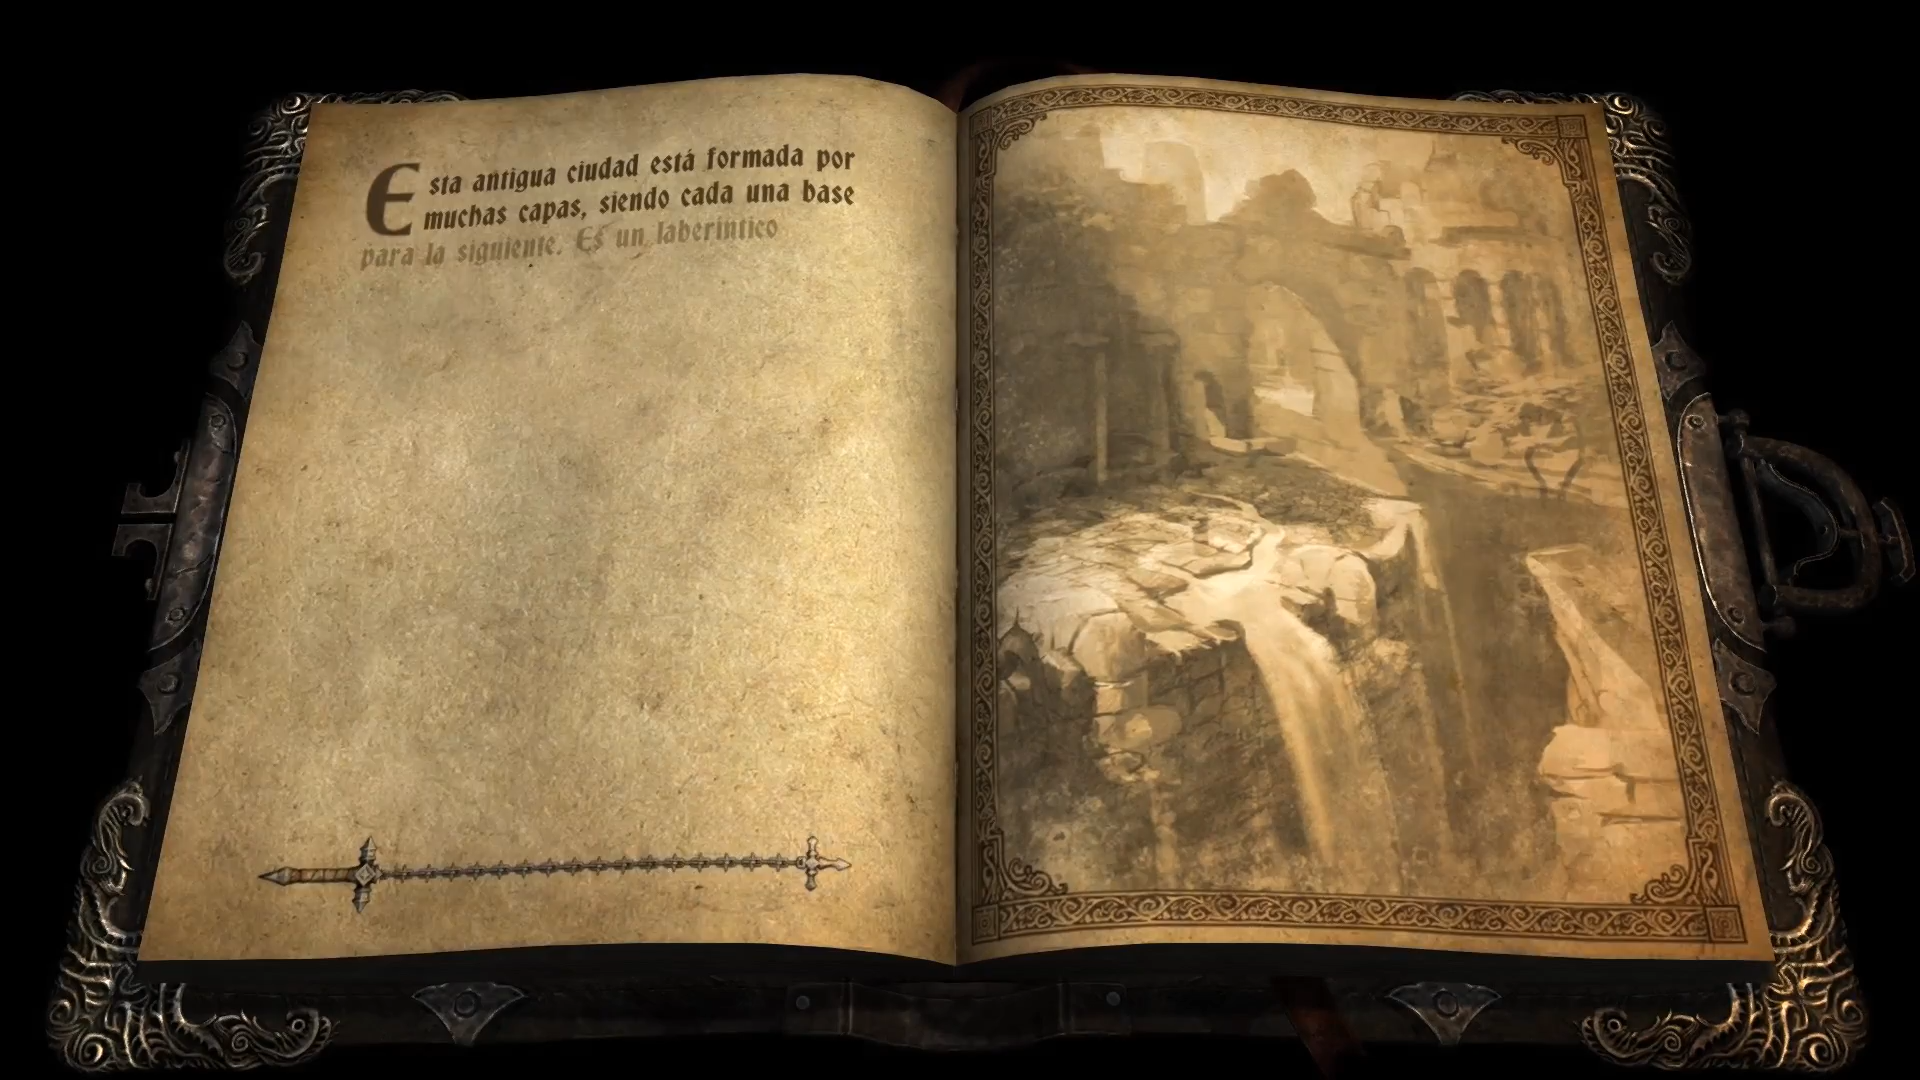 Esta antigua ciudad está formada por
muchas capas, siendo cada una base
para la siguiente. Es un laberíntico